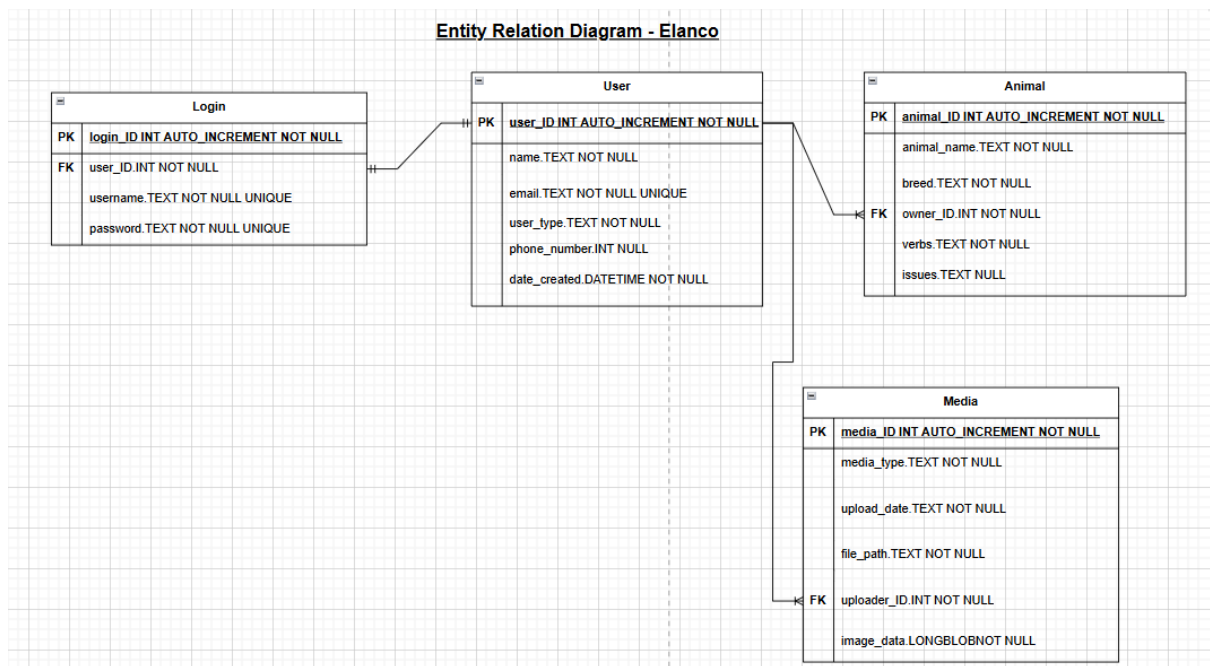 Entity Relation Diagram - Elanco
Login
PK login_ID INT AUTO_INCREMENT NOT NULL
FK user_ID.INT NOT NULL
username.TEXT NOT NULL UNIQUE
password.TEXT NOT NULL UNIQUE
User
PK user_ID INT AUTO_INCREMENT NOT NULL
name.TEXT NOT NULL
email.TEXT NOT NULL UNIQUE
user_type.TEXT NOT NULL
phone_number.INT NULL
date_created.DATETIME NOT NULL
Animal
PK animal_ID INT AUTO_INCREMENT NOT NULL
animal_name.TEXT NOT NULL
breed.TEXT NOT NULL
FK owner_ID.INT NOT NULL
verbs.TEXT NOT NULL
issues.TEXT NULL
Media
PK media_ID INT AUTO_INCREMENT NOT NULL
media_type.TEXT NOT NULL
upload_date.TEXT NOT NULL
file_path.TEXT NOT NULL
FK uploader_ID.INT NOT NULL
image_data.LONGBLOBNOT NULL